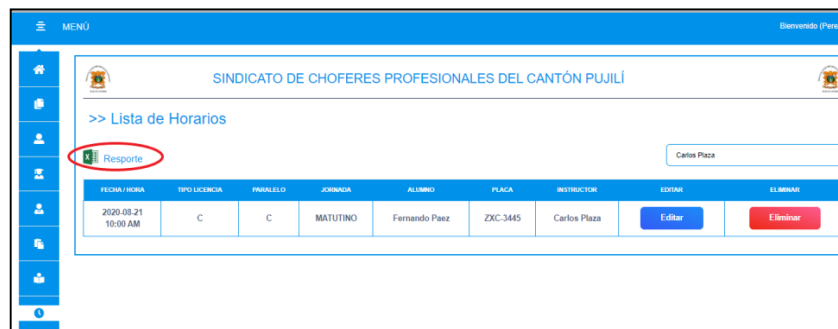 MENÚ
Bienvenido (Pere
SINDICATO DE CHOFERES PROFESIONALES DEL CANTÓN PUJILÍ
>> Lista de Horarios
Resporte
Carlos Plaza
FECHA / HORA TIPO LICENCIA PARALELO JORNADA ALUMNO PLACA INSTRUCTOR EDITAR ELIMINAR
2020-08-21
10:00 AM C C MATUTINO Fernando Paez ZXC-3445 Carlos Plaza Editar Eliminar